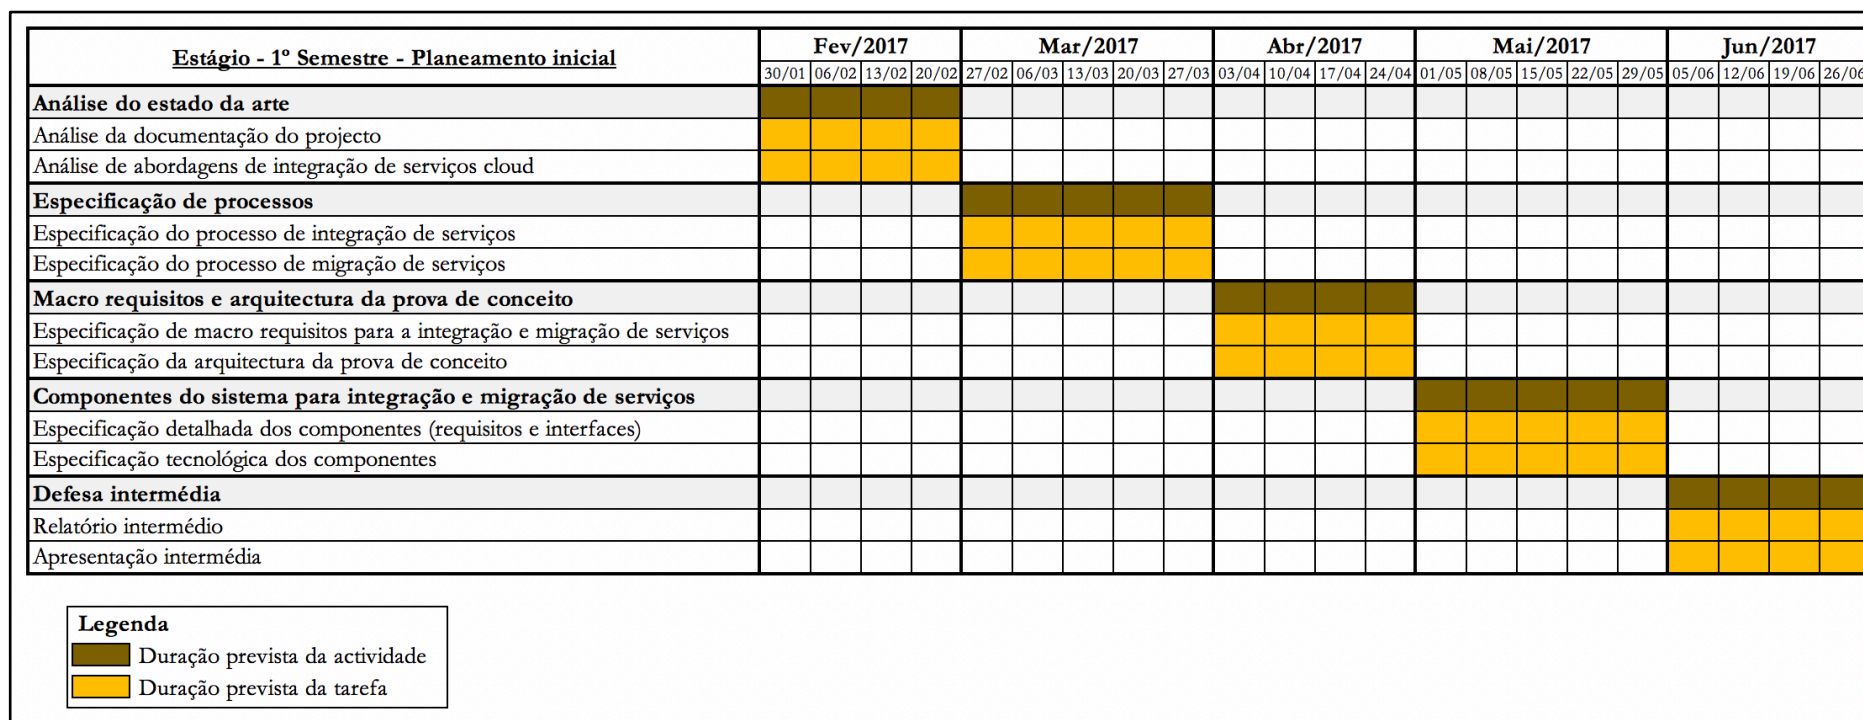 Estágio - 1º Semestre - Planeamento inicial
Fev/2017 Mar/2017 Abr/2017 Mai/2017 Jun/2017
30/01 06/02 13/02 20/02 27/02 06/03 13/03 20/03 27/03 03/04 10/04 17/04 24/04 01/05 08/05 15/05 22/05 29/05 05/06 12/06 19/06 26/06
Análise do estado da arte
Análise da documentação do projecto
Análise de abordagens de integração de serviços cloud
Especificação de processos
Especificação do processo de integração de serviços
Especificação do processo de migração de serviços
Macro requisitos e arquitectura da prova de conceito
Especificação de macro requisitos para a integração e migração de serviços
Especificação da arquitectura da prova de conceito
Componentes do sistema para integração e migração de serviços
Especificação detalhada dos componentes (requisitos e interfaces)
Especificação tecnológica dos componentes
Defesa intermédia
Relatório intermédio
Apresentação intermédia
Legenda
Duração prevista da actividade
Duração prevista da tarefa